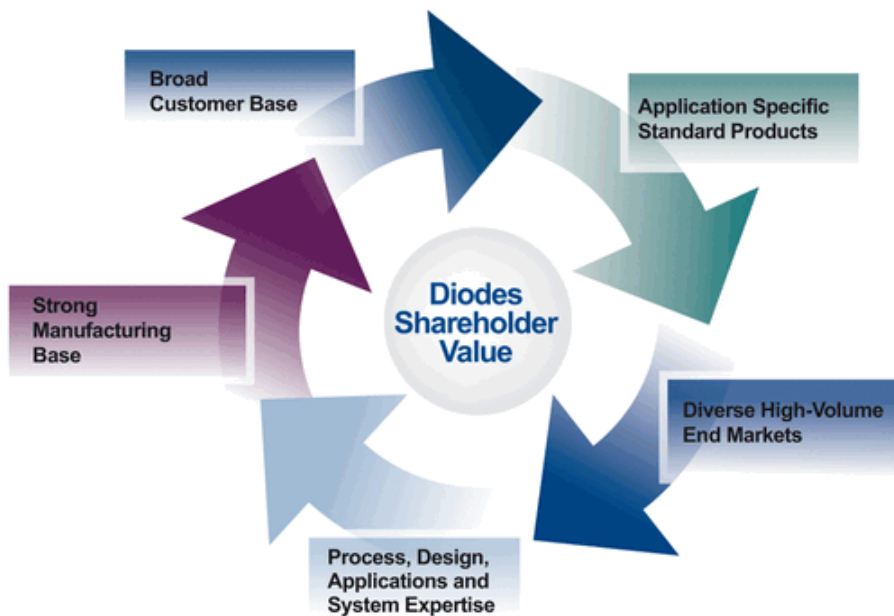 Broad
Customer Base
Application Specific
Standard Products
Strong
Manufacturing
Base
Diodes
Shareholder
Value
Diverse High-Volume
End Markets
Process, Design,
Applications and
System Expertise